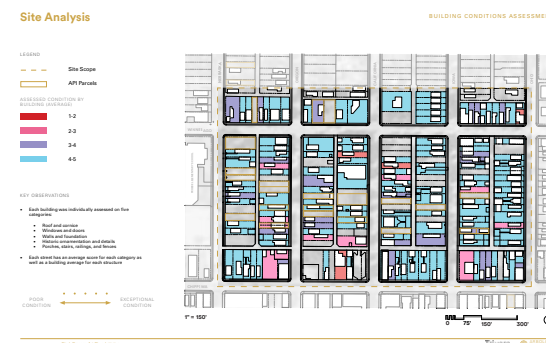 Site Analysis
BUILDING CONDITIONS ASSESSME
LEGEND
Site Scope
API Parcels
ASSESSED CONDITION BY
BUILDING (AVERAGE)
1-2
2-3
3-4
4-5
KEY OBSERVATIONS
• Each building was individually assessed on five
categories:
• Roof and cornice
• Windows and doors
• Walls and foundation
• Historic ornamentation and details
• Porches, stairs, railings, and fences
• Each street has an average score for each category as
well as a building average for each structure
POOR
CONDITION
EXCEPTIONAL
CONDITION
1" = 150'
0 75' 150' 300'